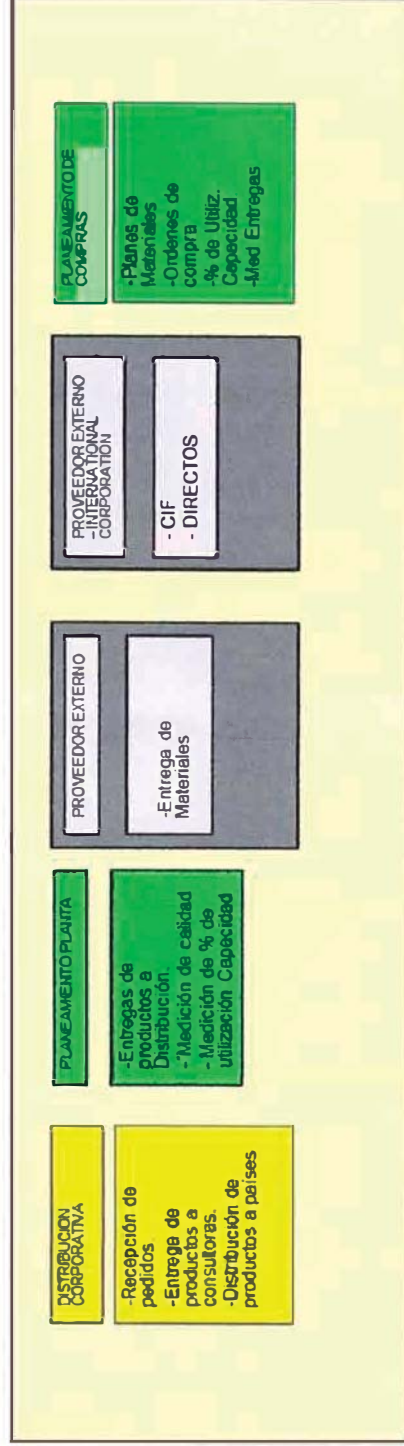 DISTRIBUCION
CORPORATIVA
-Recepción de
pedidos
-Entrega de
productos a
consultoras.
-Distribución de
productos a paises
PLANEAMIENTO PLANTA
-Entregas de
productos a
Distribución.
-Medición de calidad
- Medición de % de
utilización Capacidad
PROVEEDOR EXTERNO
-Entrega de
Materiales
PROVEEDOR EXTERNO
- INTERNATIONAL
CORPORATION
- CIF
- DIRECTOS
PLANEAMIENTO DE
COMPRAS
-Planes de
Materiales
-Ordenes de
compra
-% de Utiliz.
Capacidad
-Med Entregas